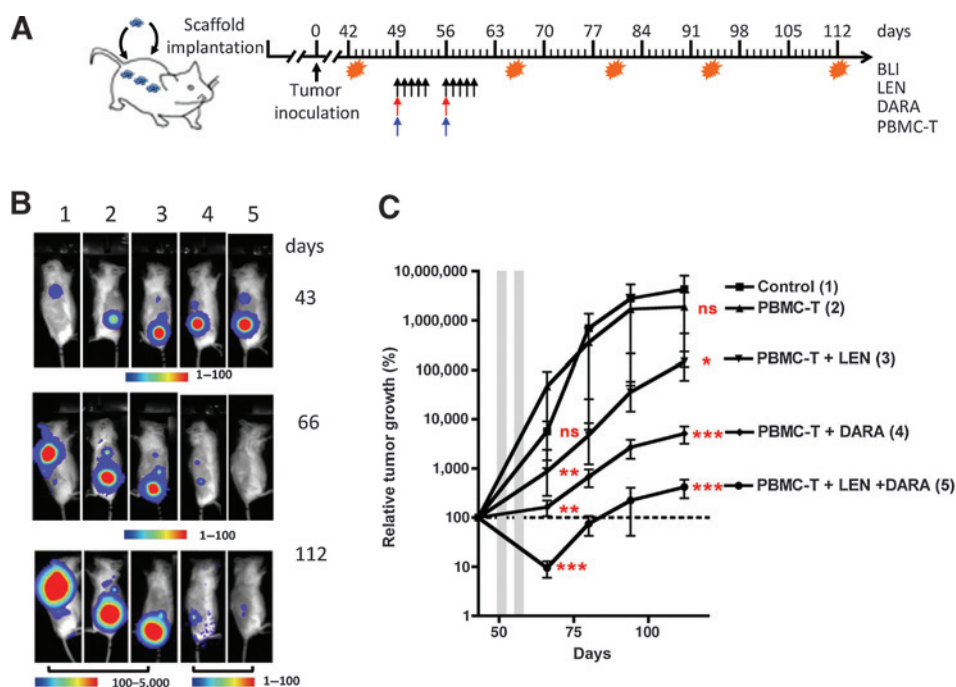 A
Scaffold
implantation
0 42 49 56 63 70 77 84 91 98 105 112 days
Tumor
inoculation
BLI
LEN
DARA
PBMC-T
B
1 2 3 4 5
days
43
1–100
66
1–100
112
100–5,000 1–100
C
Relative tumor growth (%)
10,000,000
1,000,000
100,000
10,000
1,000
100
10
1
50 75 100
Days
ns
**
**
***
Control (1)
ns
PBMC-T (2)
*
PBMC-T + LEN (3)
***
PBMC-T + DARA (4)
***
PBMC-T + LEN +DARA (5)